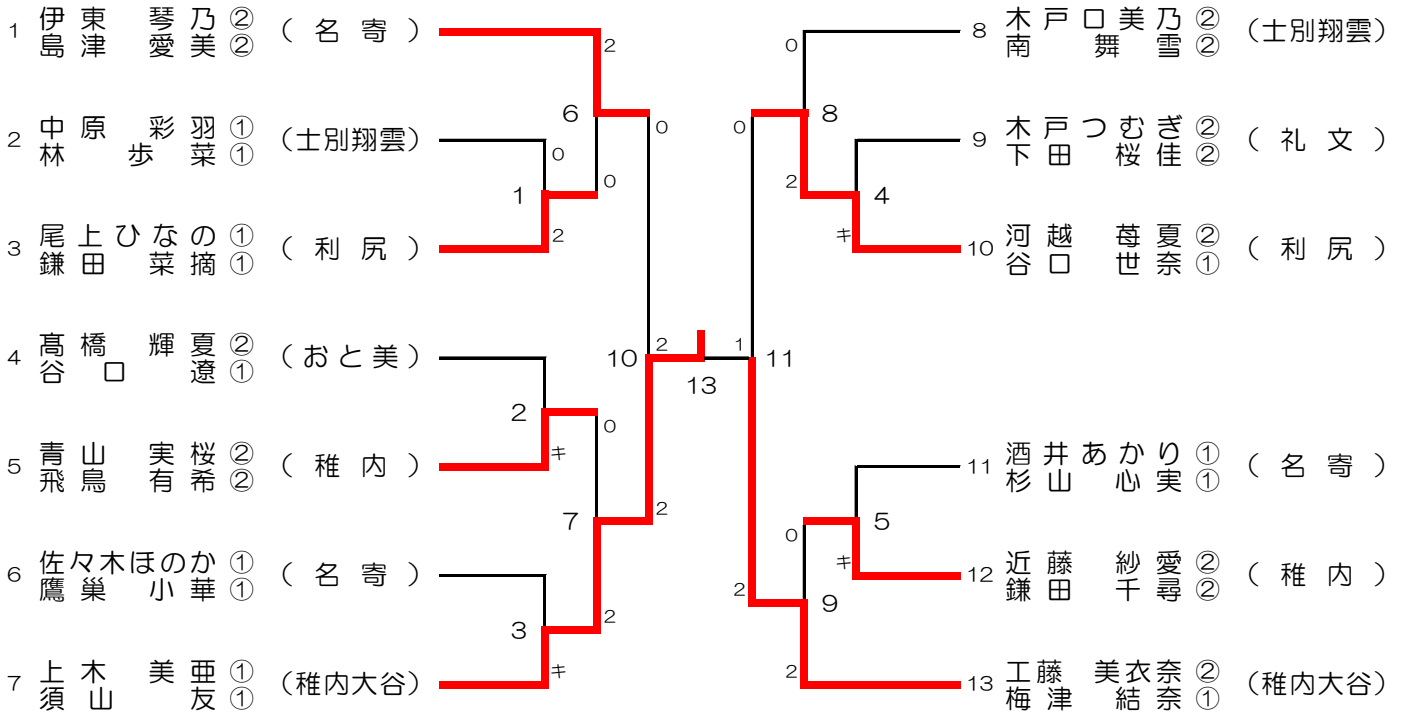 1 伊東 琴乃 ② (名寄)
島津 愛美 ②
2 中原 彩羽 ① (士別翔雲)
林 歩菜 ①
3 尾上ひなの ① (利尻)
鎌田 菜摘 ①
4 髙橋 輝夏 ② (おと美)
谷口 遼 ①
5 青山 実桜 ② (稚内)
飛鳥 有希 ②
6 佐々木ほのか ① (名寄)
鷹巣 小華 ①
7 上木 美亜 ① (稚内大谷)
須山 友 ①
2
6
0
0
1
0
2
10
2
2
0
キ
7
2
3
2
キ
13
0
8
0
2
4
キ
1
11
0
5
キ
2
9
2
8 木戸口美乃 ② (士別翔雲)
南 舞雪 ②
9 木戸つむぎ ② (礼文)
下田 桜佳 ②
10 河越 苺夏 ② (利尻)
谷口 世奈 ①
11 酒井あかり ① (名寄)
杉山 心実 ①
12 近藤 紗愛 ② (稚内)
鎌田 千尋 ②
13 工藤 美衣奈 ② (稚内大谷)
梅津 結奈 ①